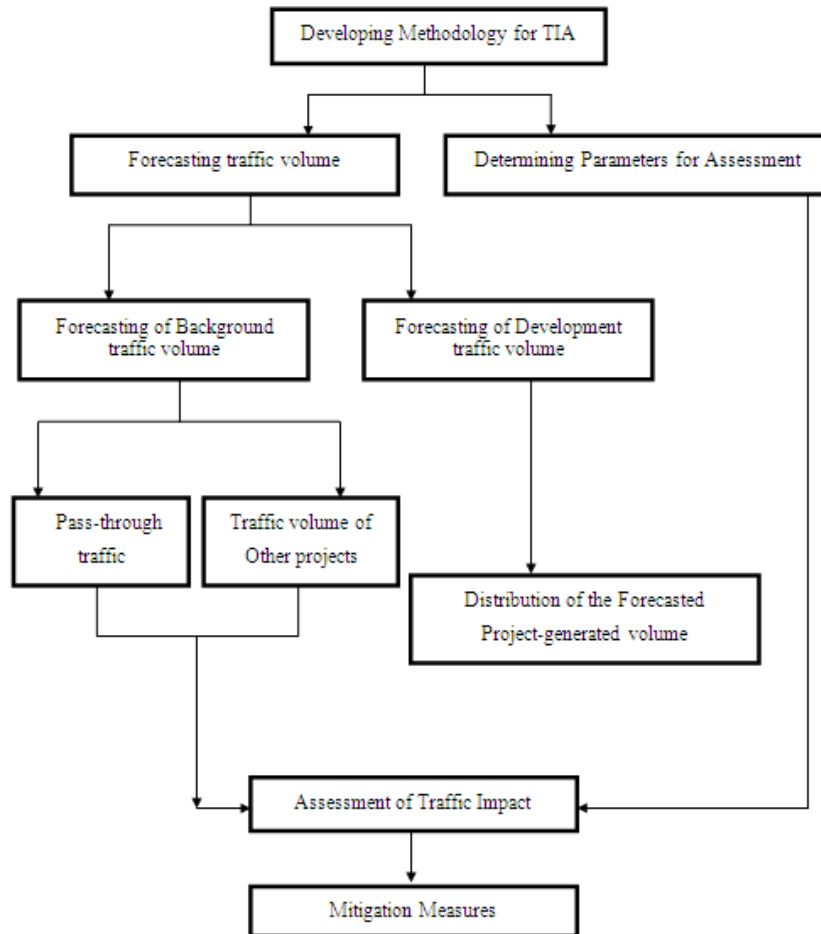 Developing Methodology for TIA
Forecasting traffic volume
Determining Parameters for Assessment
Forecasting of Background
traffic volume
Forecasting of Development
traffic volume
Pass-through
traffic
Traffic volume of
Other projects
Distribution of the Forecasted
Project-generated volume
Assessment of Traffic Impact
Mitigation Measures